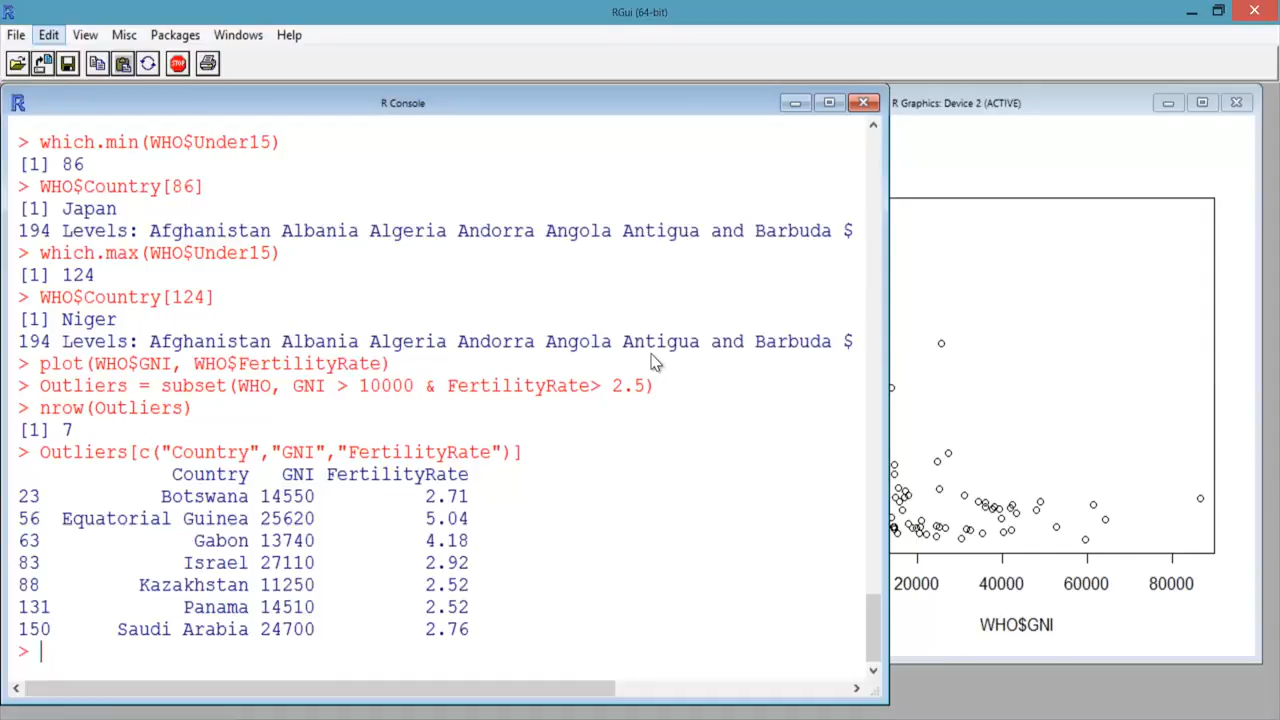 RGui (64-bit)
File Edit View Misc Packages Windows Help
STOP
R Console
R Graphics: Device 2 (ACTIVE)
> which.min(WHO$Under15)
[1] 86
> WHO$Country[86]
[1] Japan
194 Levels: Afghanistan Albania Algeria Andorra Angola Antigua and Barbuda $
> which.max(WHO$Under15)
[1] 124
> WHO$Country[124]
[1] Niger
194 Levels: Afghanistan Albania Algeria Andorra Angola Antigua and Barbuda $
> plot(WHO$GNI, WHO$FertilityRate)
> Outliers = subset(WHO, GNI > 10000 & FertilityRate> 2.5)
> nrow(Outliers)
[1] 7
> Outliers[c("Country","GNI","FertilityRate")]
Country GNI FertilityRate
23 Botswana 14550 2.71
56 Equatorial Guinea 25620 5.04
63 Gabon 13740 4.18
83 Israel 27110 2.92
88 Kazakhstan 11250 2.52
131 Panama 14510 2.52
150 Saudi Arabia 24700 2.76
>
20000 40000 60000 80000
WHO$GNI